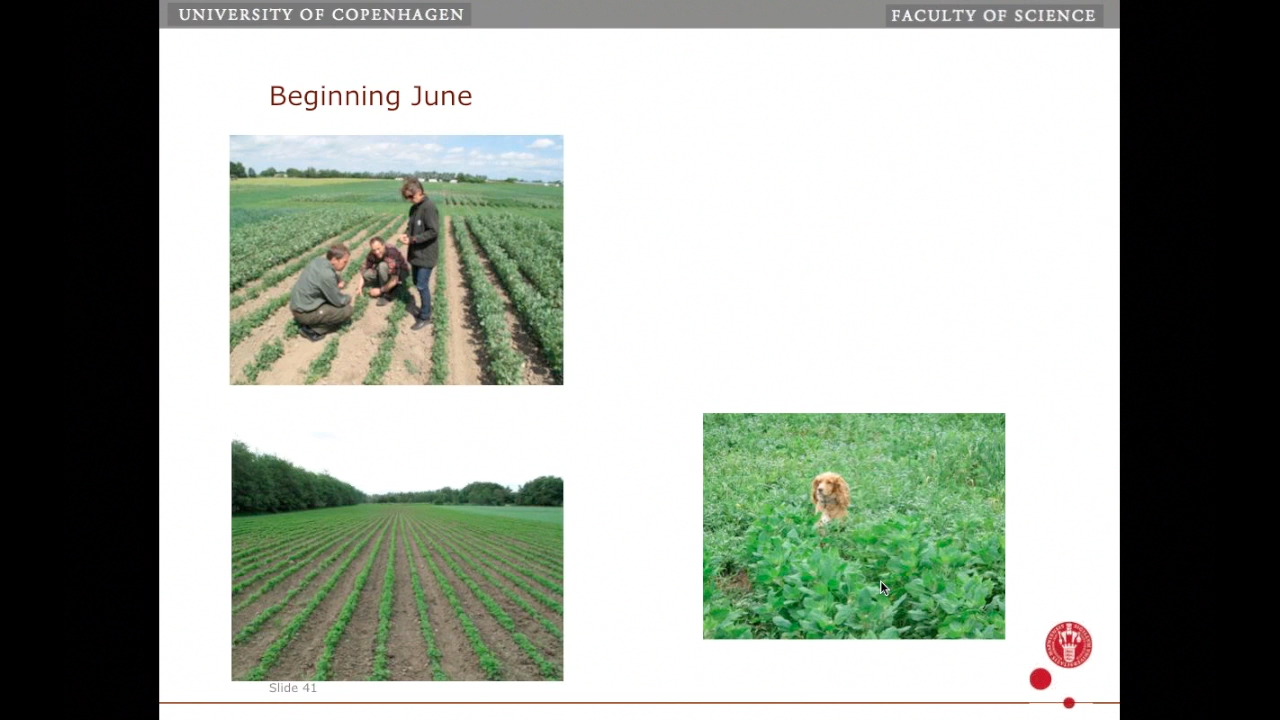 UNIVERSITY OF COPENHAGEN
FACULTY OF SCIENCE
Beginning June
Slide 41